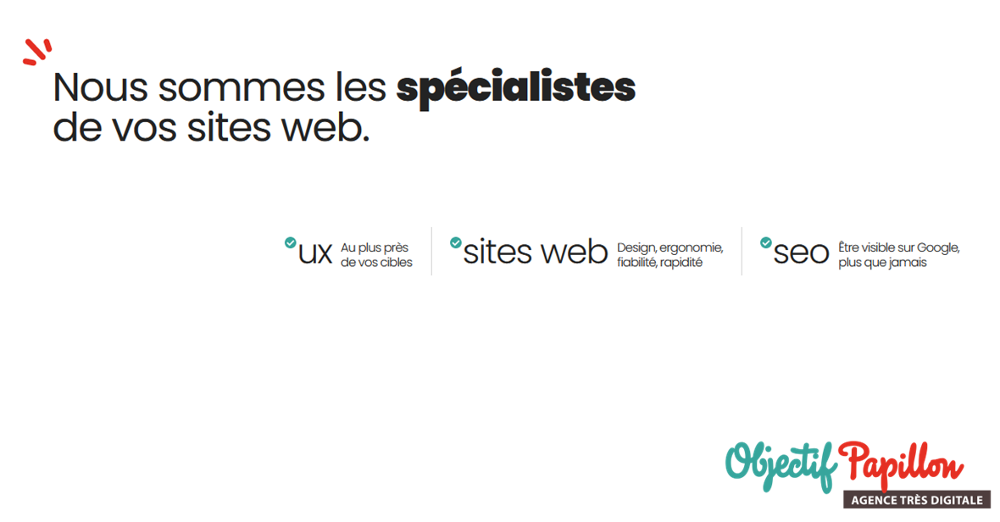 Nous sommes les spécialistes
de vos sites web.
ux
Au plus près
de vos cibles
sites web
Design, ergonomie,
fiabilité, rapidité
seo
Être visible sur Google,
plus que jamais
Objectif Papillon
AGENCE TRÈS DIGITALE